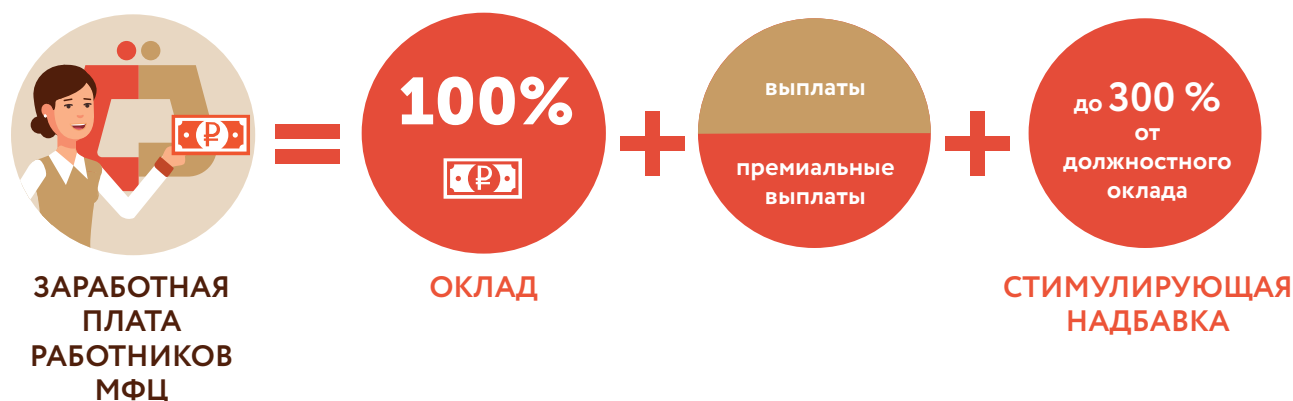 100%
выплаты
премиальные
выплаты
до 300 %
от
должностного
оклада
ЗАРАБОТНАЯ
ПЛАТА
РАБОТНИКОВ
МФЦ
ОКЛАД
СТИМУЛИРУЮЩАЯ
НАДБАВКА